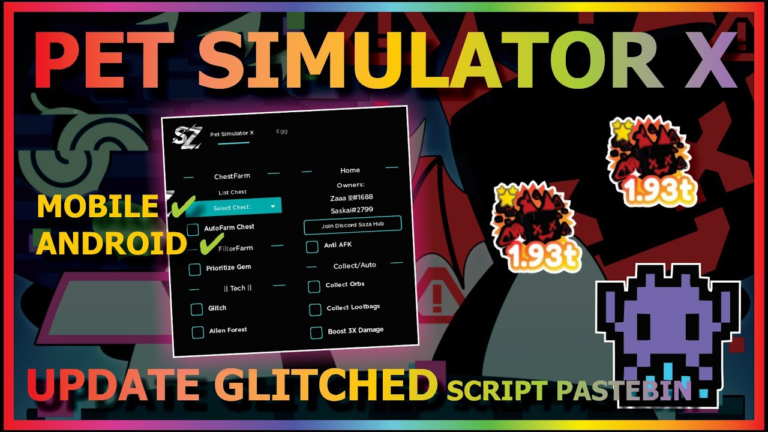 PET SIMULATOR X
SZ Pet Simulator X Egg
ChestFarm
List Chest
Select Chest:
AutoFarm Chest
FilterFarm
Prioritize Gem
|| Tech ||
Glitch
Alien Forest
Home
Owners:
Saskai#2799
Join Discord Saza Hub
Anti AFK
Collect/Auto
Collect Orbs
Collect Lootbags
Boost 3X Damage
MOBILE ✔
ANDROID ✔
1.93t
1.93t
UPDATE GLITCHED SCRIPT PASTEBIN